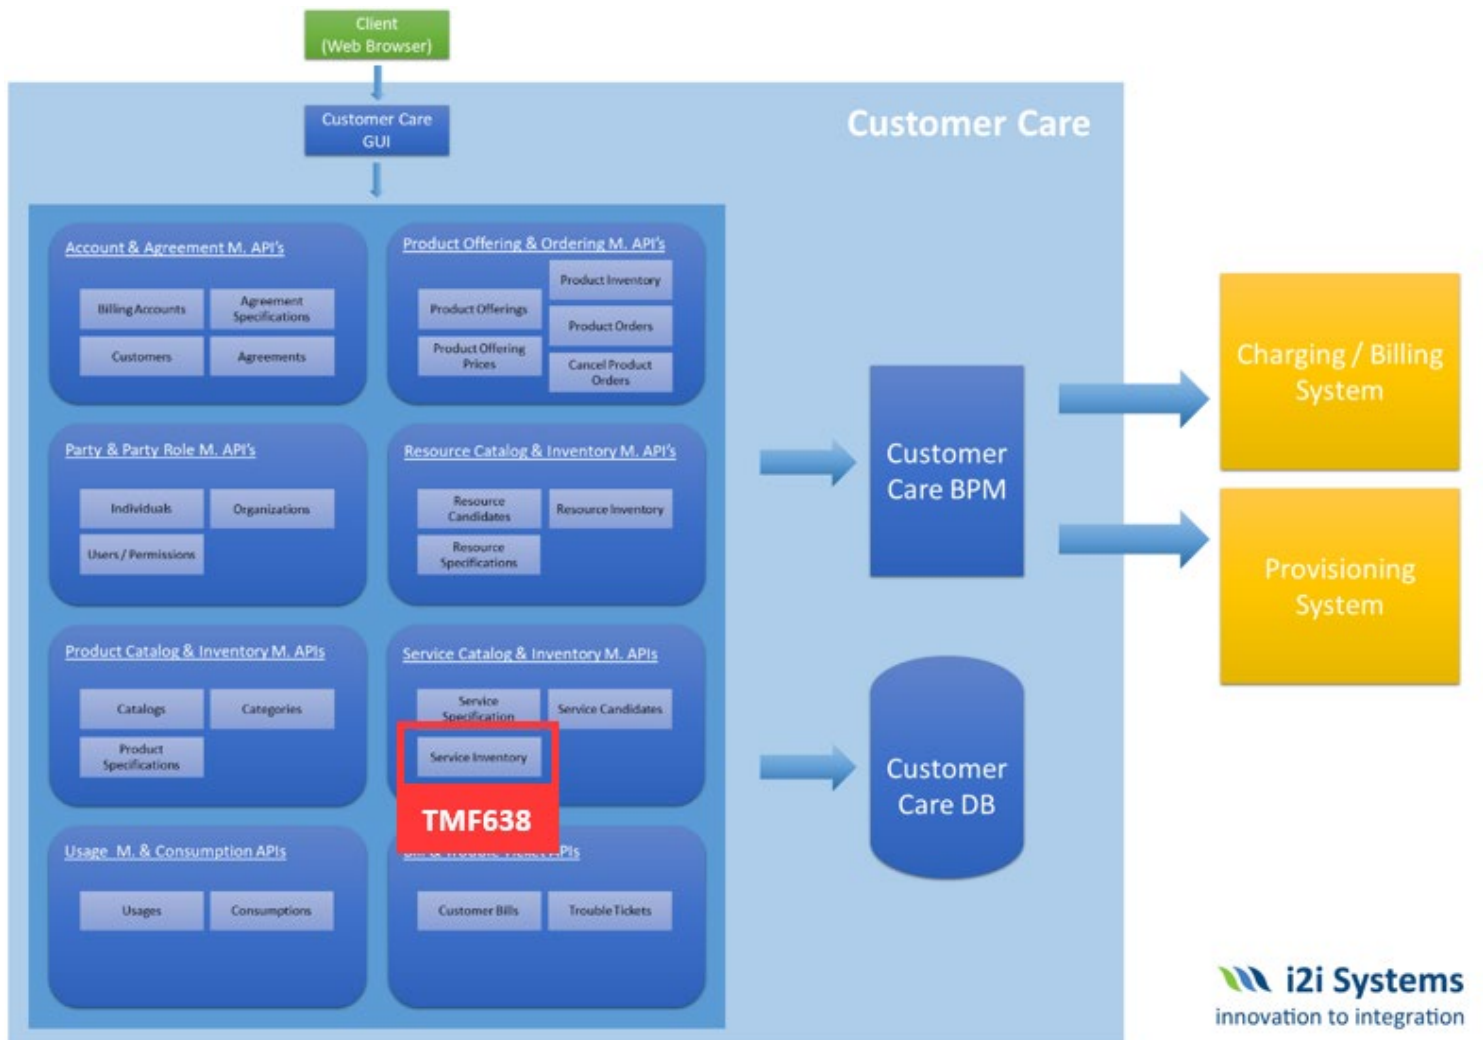 Client
(Web Browser)
Customer Care
GUI
Customer Care
Account & Agreement M. API's
Billing Accounts
Agreement
Specifications
Customers
Agreements
Product Offering & Ordering M. API's
Product Inventory
Product Offerings
Product Orders
Product Offering
Prices
Cancel Product
Orders
Party & Party Role M. API's
Individuals
Organizations
Users / Permissions
Resource Catalog & Inventory M. API's
Resource
Candidates
Resource Inventory
Resource
Specifications
Product Catalog & Inventory M. APIs
Catalogs
Categories
Product
Specifications
Service Catalog & Inventory M. APIs
Service
Specification
Service Candidates
Service Inventory
TMF638
Usage M. & Consumption APIs
Usages
Consumptions
Bill & Trouble Ticket APIs
Customer Bills
Trouble Tickets
Customer
Care BPM
Customer
Care DB
Charging / Billing
System
Provisioning
System
i2i Systems
innovation to integration